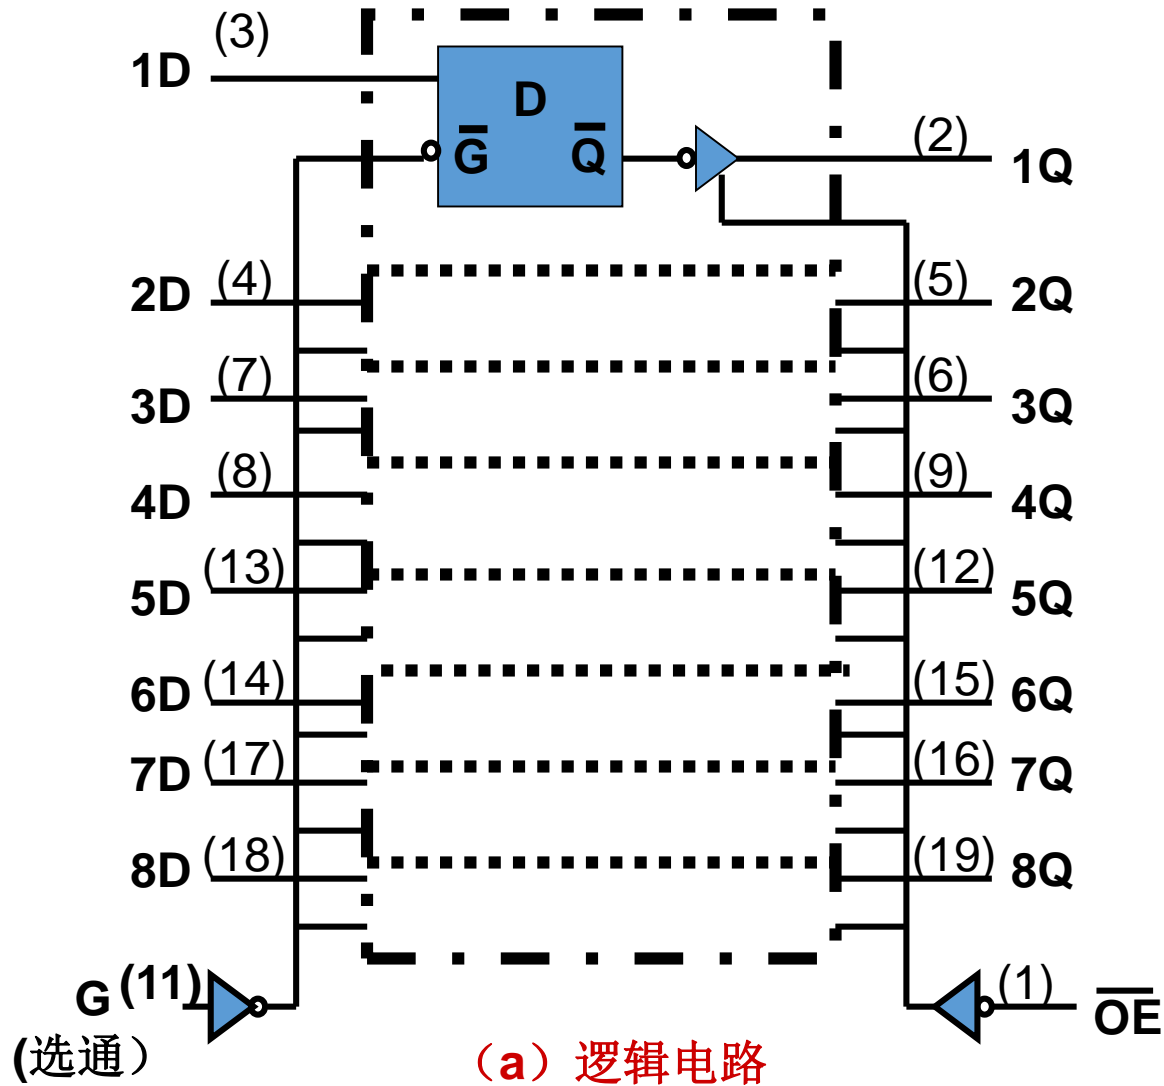 1D (3)
D
G̅ Q̅
(2) 1Q
2D (4) (5) 2Q
3D (7) (6) 3Q
4D (8) (9) 4Q
5D (13) (12) 5Q
6D (14) (15) 6Q
7D (17) (16) 7Q
8D (18) (19) 8Q
G (11) (1) O̅E̅
(选通）
（a）逻辑电路